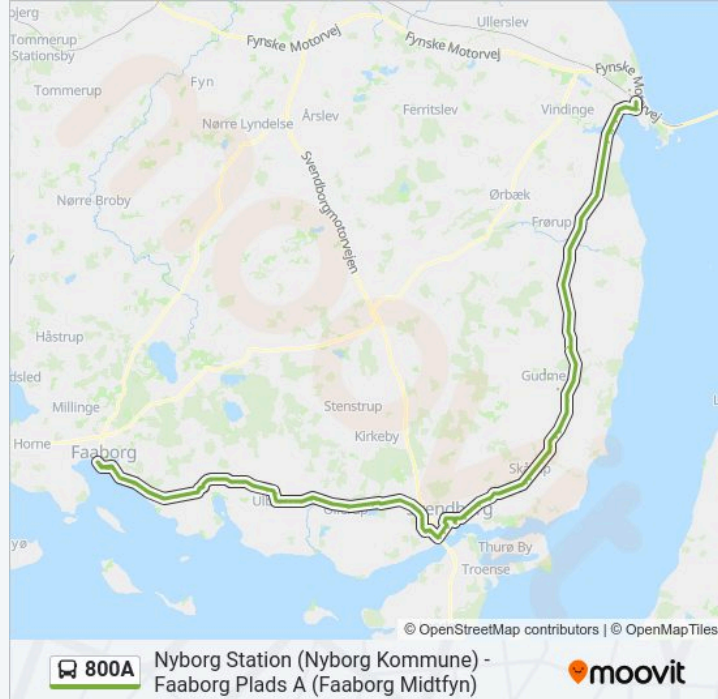 bjerg
Ullerslev
Tommerup
Stationsby
Fynske Motorvej
Fynske Motorvej
Fynske Motorvej
Tommerup
Fyn
Nørre Lyndelse
Årslev
Ferritslev
Vindinge
Svendborgmotorvejen
Nørre Broby
Ørbæk
Frørup
Håstrup
dsled
Millinge
Gudme
Stenstrup
Horne
Faaborg
Kirkeby
Svendborg
Thurø By
Troense
© OpenStreetMap contributors | © OpenMapTiles
800A
Nyborg Station (Nyborg Kommune) -
Faaborg Plads A (Faaborg Midtfyn)
moovit